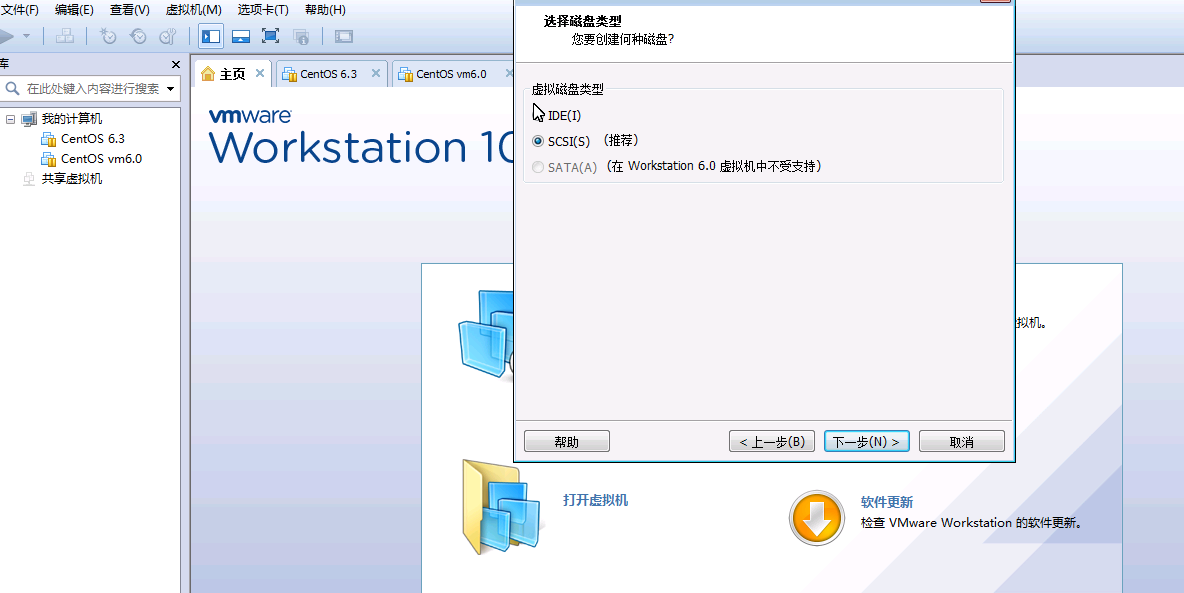 文件(F) 编辑(E) 查看(V) 虚拟机(M) 选项卡(T) 帮助(H)
库
在此处键入内容进行搜索
我的计算机
CentOS 6.3
CentOS vm6.0
共享虚拟机
主页 CentOS 6.3 CentOS vm6.0
vmware
Workstation 10
选择磁盘类型
您要创建何种磁盘?
虚拟磁盘类型
IDE(I)
SCSI(S) (推荐)
SATA(A) (在 Workstation 6.0 虚拟机中不受支持)
帮助 < 上一步(B) 下一步(N) > 取消
拟机。
打开虚拟机
软件更新
检查 VMware Workstation 的软件更新。